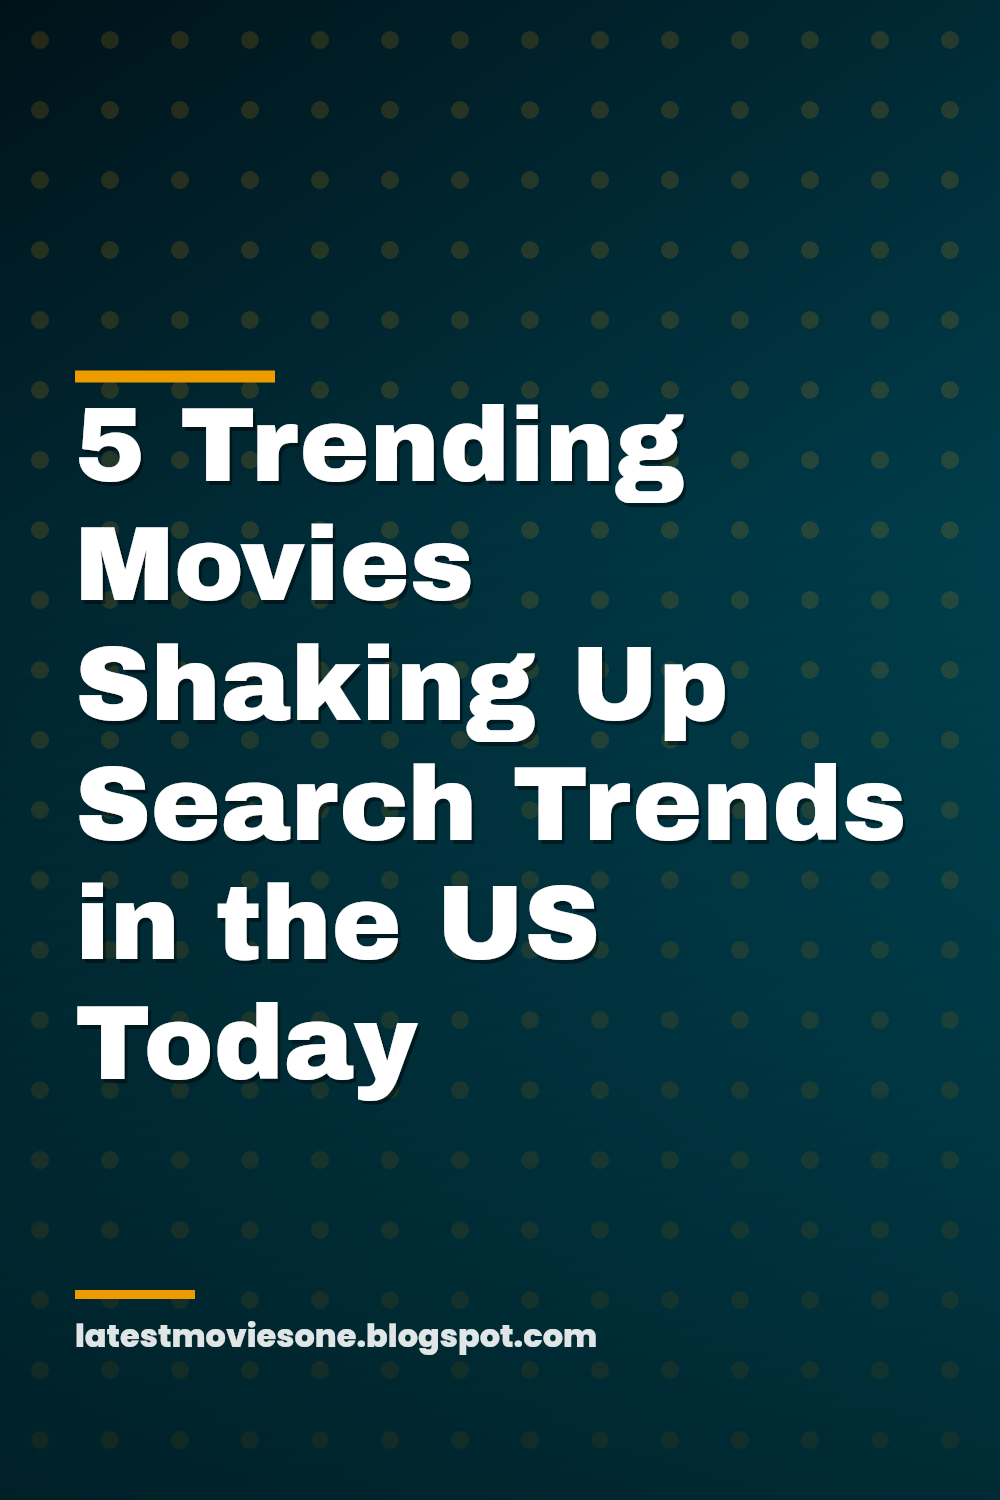 5 Trending
Movies
Shaking Up
Search Trends
in the US
Today
latestmoviesone.blogspot.com